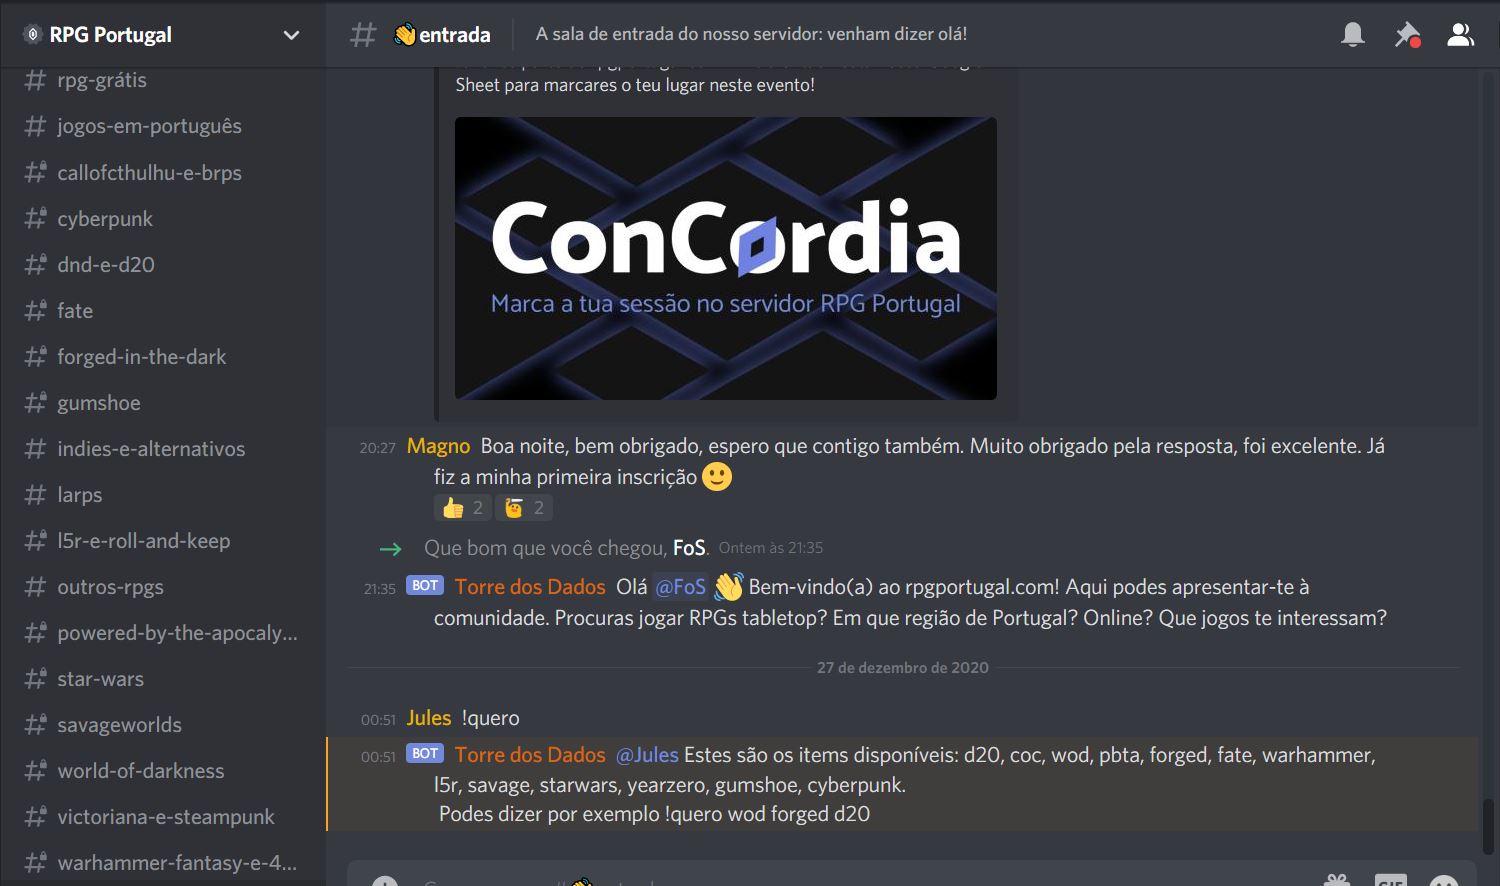 RPG Portugal
rpg-grátis
jogos-em-português
callofcthulhu-e-brps
cyberpunk
dnd-e-d20
fate
forged-in-the-dark
gumshoe
indies-e-alternativos
larps
l5r-e-roll-and-keep
outros-rpgs
powered-by-the-apocaly...
star-wars
savageworlds
world-of-darkness
victoriana-e-steampunk
warhammer-fantasy-e-4...
👋entrada
A sala de entrada do nosso servidor: venham dizer olá!
Sheet para marcares o teu lugar neste evento!
ConCordia
Marca a tua sessão no servidor RPG Portugal
20:27 Magno Boa noite, bem obrigado, espero que contigo também. Muito obrigado pela resposta, foi excelente. Já
fiz a minha primeira inscrição 🙂
2 2
Que bom que você chegou, FoS. Ontem às 21:35
21:35 BOT Torre dos Dados Olá @FoS 👋 Bem-vindo(a) ao rpgportugal.com! Aqui podes apresentar-te à
comunidade. Procuras jogar RPGs tabletop? Em que região de Portugal? Online? Que jogos te interessam?
27 de dezembro de 2020
00:51 Jules !quero
00:51 BOT Torre dos Dados @Jules Estes são os items disponíveis: d20, coc, wod, pbta, forged, fate, warhammer,
l5r, savage, starwars, yearzero, gumshoe, cyberpunk.
Podes dizer por exemplo !quero wod forged d20